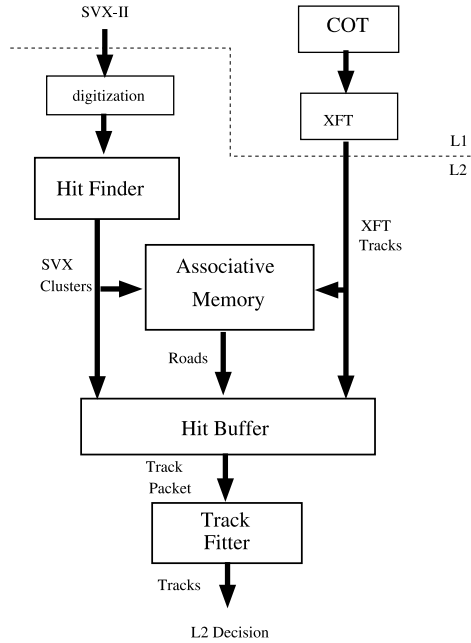 SVX-II
COT
digitization
XFT
L1
L2
Hit Finder
XFT
Tracks
SVX
Clusters
Associative
Memory
Roads
Hit Buffer
Track
Packet
Track
Fitter
Tracks
L2 Decision